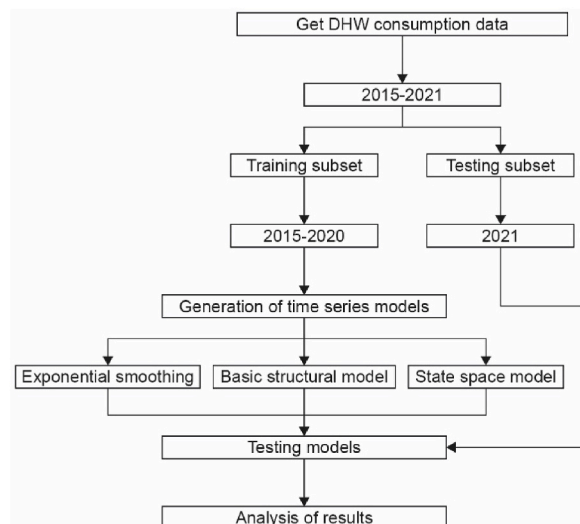 Get DHW consumption data
2015-2021
Training subset
Testing subset
2015-2020
2021
Generation of time series models
Exponential smoothing
Basic structural model
State space model
Testing models
Analysis of results